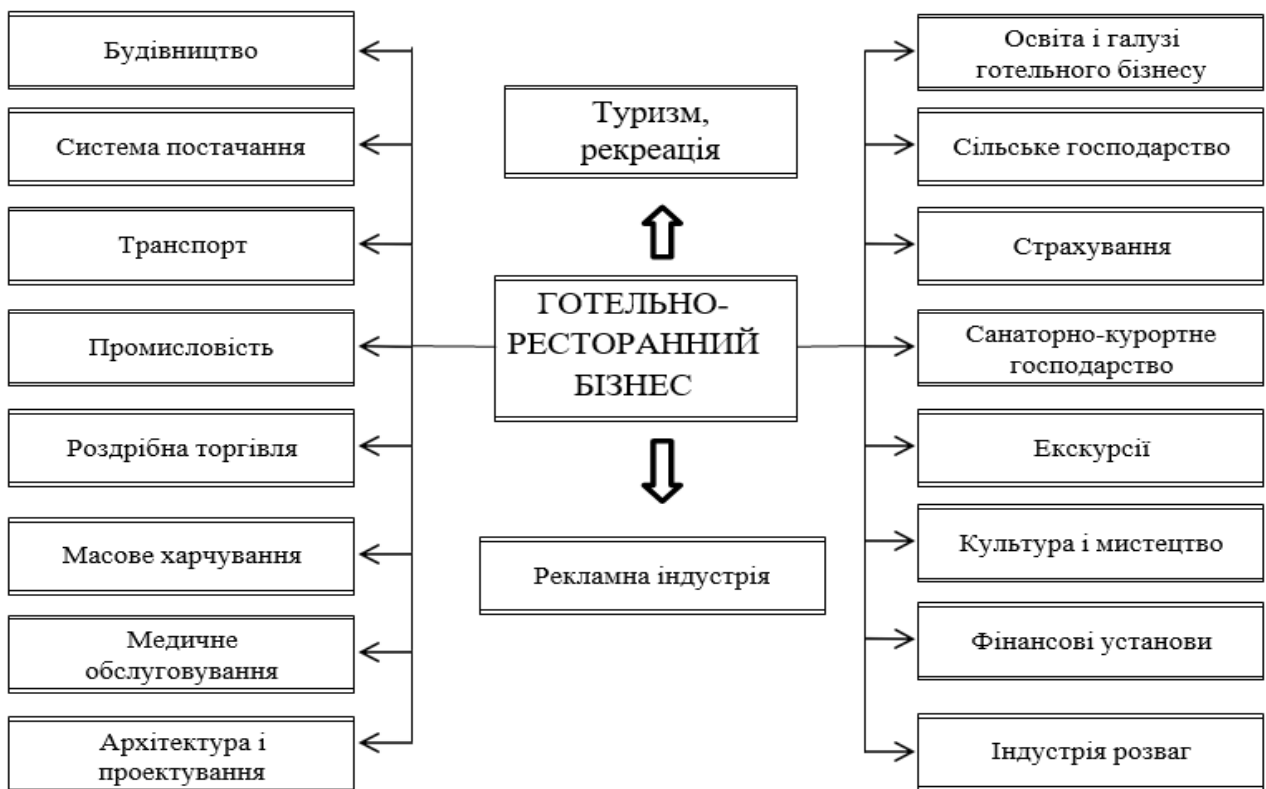 Будівництво
Система постачання
Транспорт
Промисловість
Роздрібна торгівля
Масове харчування
Медичне
обслуговування
Архітектура і
проектування
Туризм,
рекреація
ГОТЕЛЬНО-
РЕСТОРАННИЙ
БІЗНЕС
Рекламна індустрія
Освіта і галузі
готельного бізнесу
Сільське господарство
Страхування
Санаторно-курортне
господарство
Екскурсії
Культура і мистецтво
Фінансові установи
Індустрія розваг